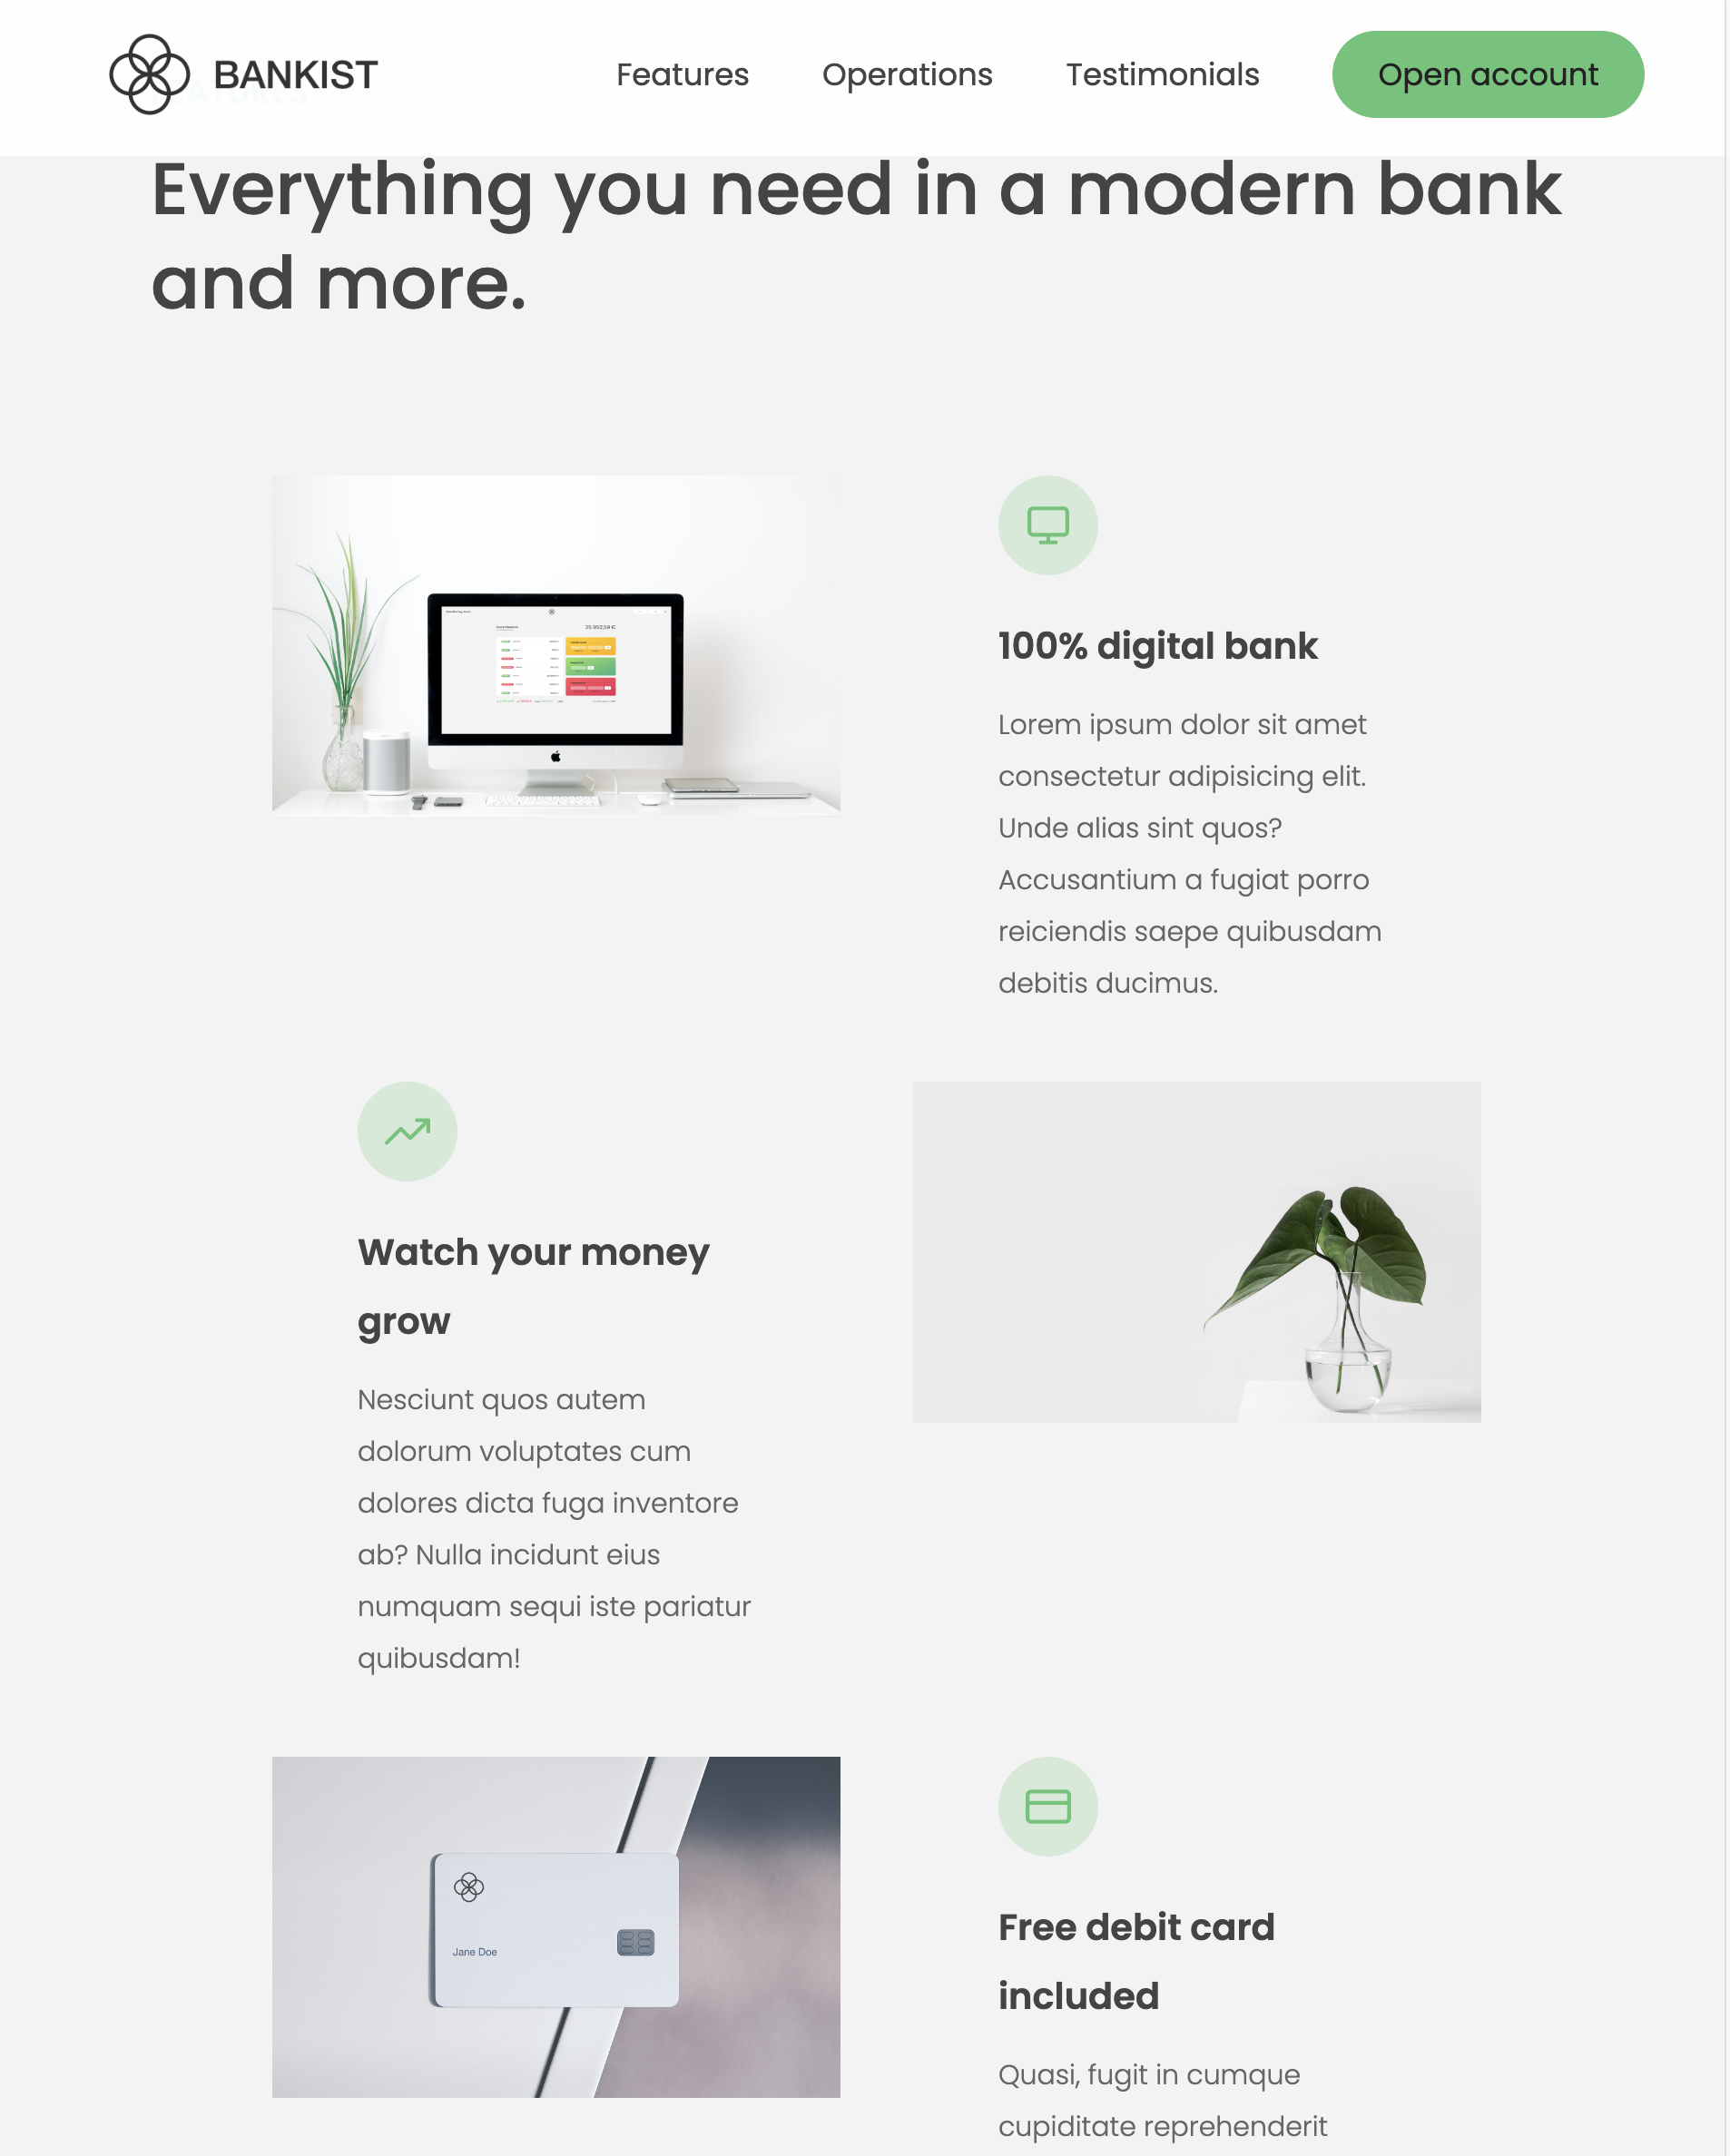 BANKIST
Features
Operations
Testimonials
Open account
Everything you need in a modern bank
and more.
100% digital bank
Lorem ipsum dolor sit amet
consectetur adipisicing elit.
Unde alias sint quos?
Accusantium a fugiat porro
reiciendis saepe quibusdam
debitis ducimus.
Watch your money
grow
Nesciunt quos autem
dolorum voluptates cum
dolores dicta fuga inventore
ab? Nulla incidunt eius
numquam sequi iste pariatur
quibusdam!
Jane Doe
Free debit card
included
Quasi, fugit in cumque
cupiditate reprehenderit